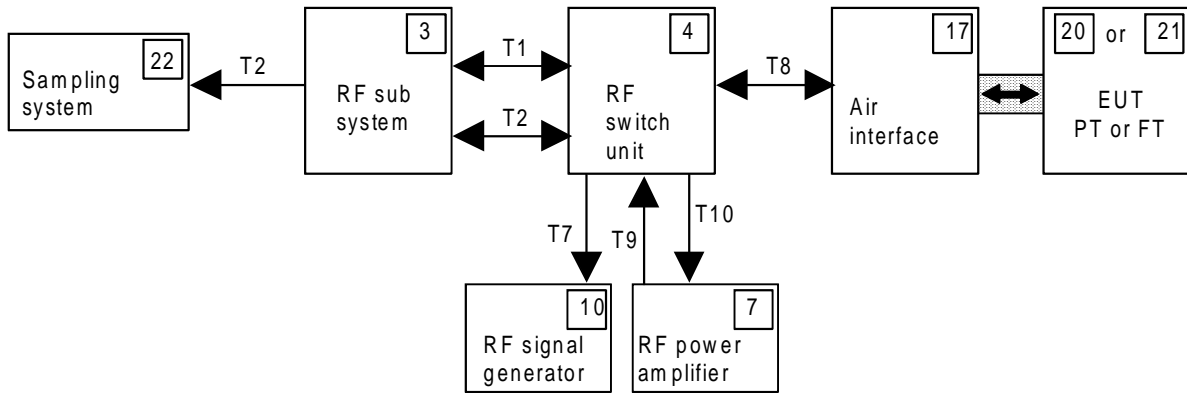 22
Sampling
system
T2
3
RF sub
system
T1
T2
4
RF
switch
unit
T8
17
Air
interface
20 or 21
EUT
PT or FT
T7
T9
T10
10
RF signal
generator
7
RF power
amplifier